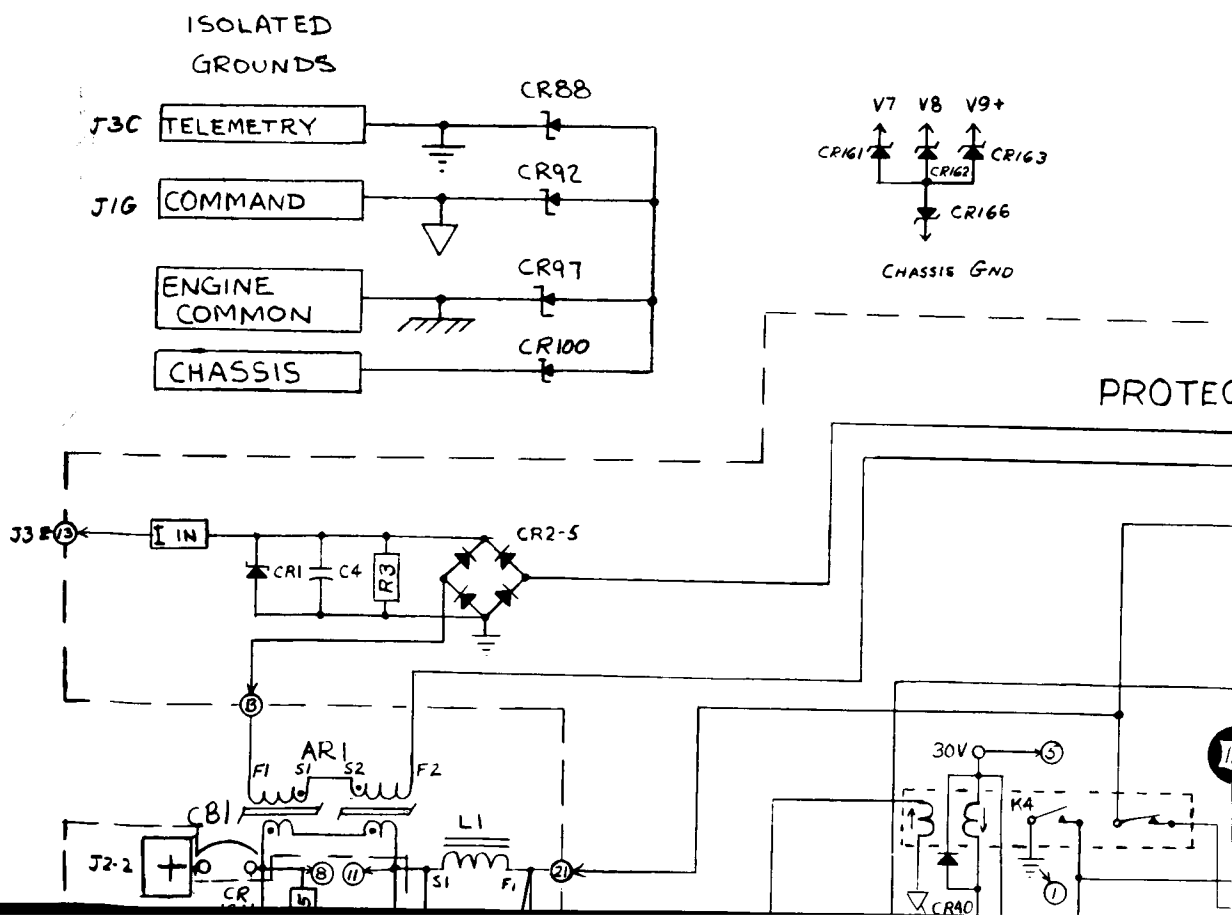 ISOLATED
GROUNDS
CR88
J3C TELEMETRY
V7 V8 V9+
CR161 CR162 CR163
CR92
J1G COMMAND
CR166
CHASSIS GND
CR97
ENGINE
COMMON
CR100
CHASSIS
13 I IN
CR2-5
CR1 C4 R3
B
AR1
F1 S1 S2 F2
30V 5
CB1
K4
L1
J2-2 +
8 11 S1 F1 21
CR
5
1
CR40